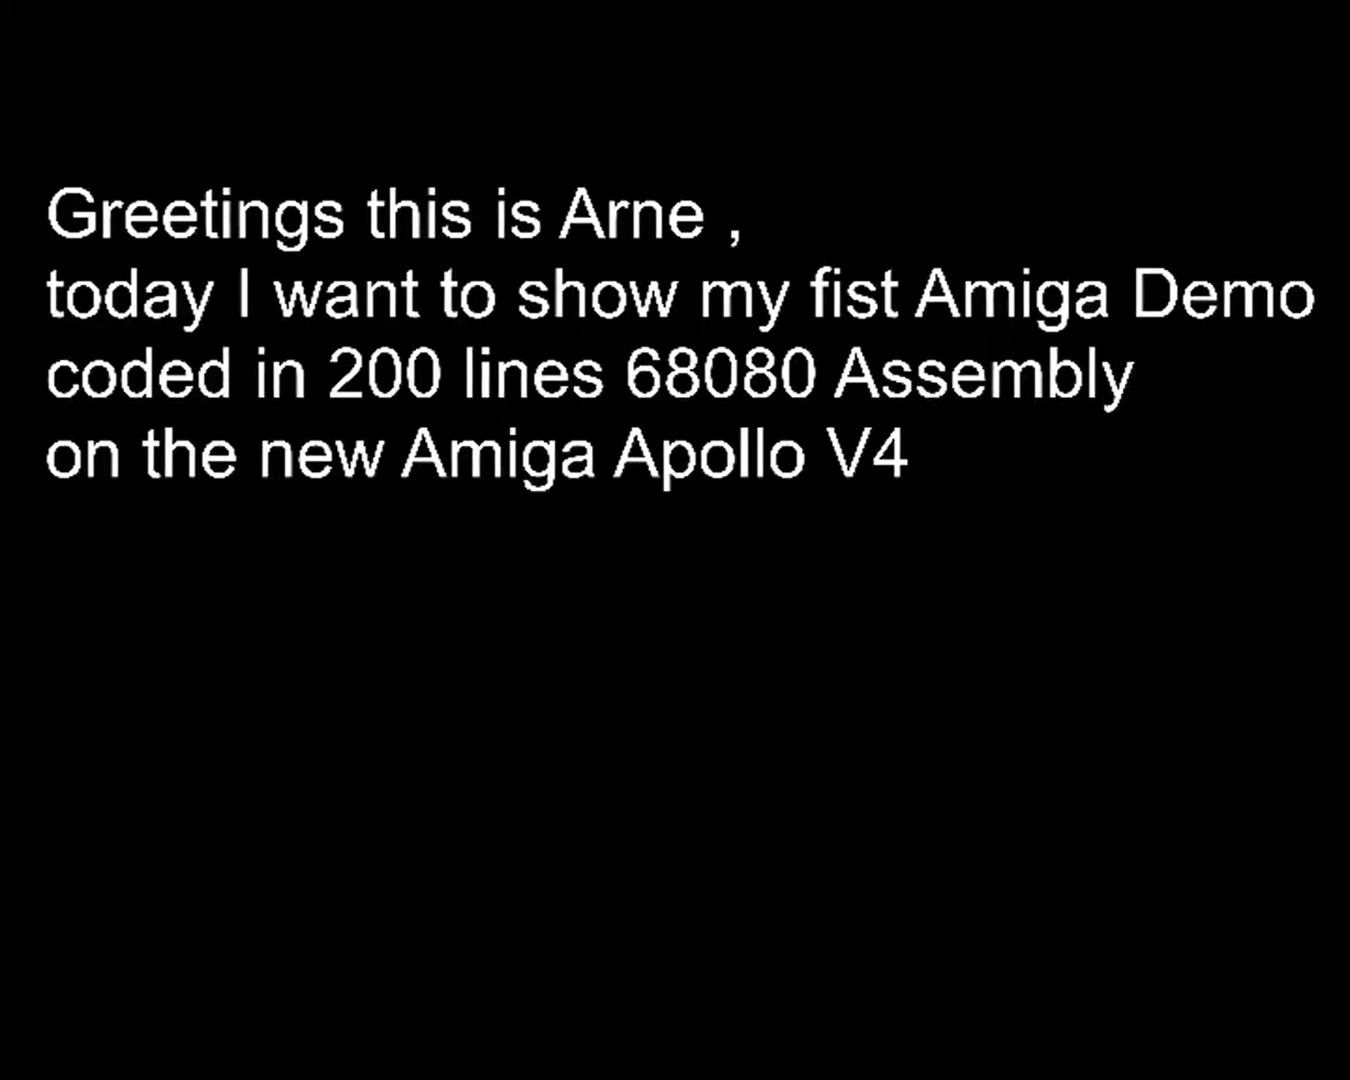 Greetings this is Arne ,
today I want to show my fist Amiga Demo
coded in 200 lines 68080 Assembly
on the new Amiga Apollo V4